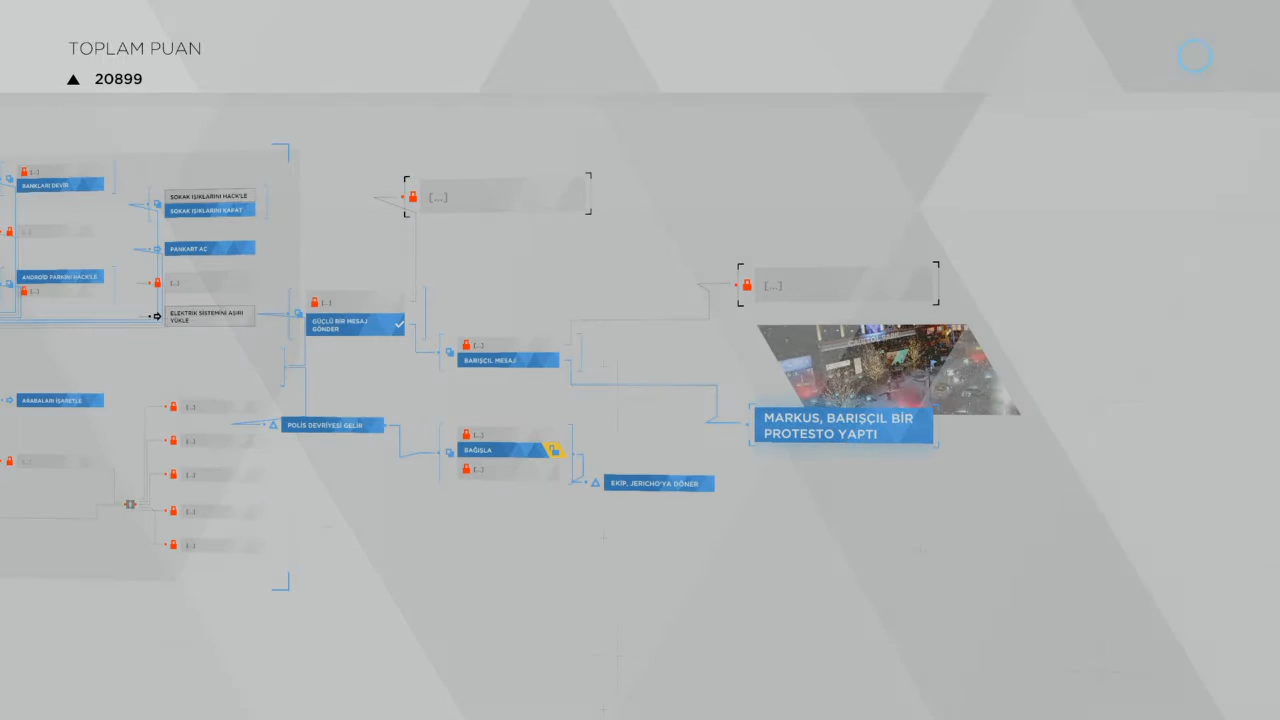 TOPLAM PUAN
▲ 20899
[...]
BANKLARI DEVİR
[...]
ANDROİD PARKINI HACK'LE
[...]
ARABALARI İŞARETLE
[...]
SOKAK IŞIKLARINI HACK'LE
SOKAK IŞIKLARINI KAPAT
PANKART AÇ
[...]
ELEKTRİK SİSTEMİNİ AŞIRI
YÜKLE
[...]
[...]
[...]
[...]
[...]
[...]
GÜÇLÜ BİR MESAJ
GÖNDER
POLİS DEVRİYESİ GELİR
[...]
[...]
BARIŞÇIL MESAJ
[...]
BAĞIŞLA
[...]
EKİP, JERICHO'YA DÖNER
[...]
MARKUS, BARIŞÇIL BİR
PROTESTO YAPTI